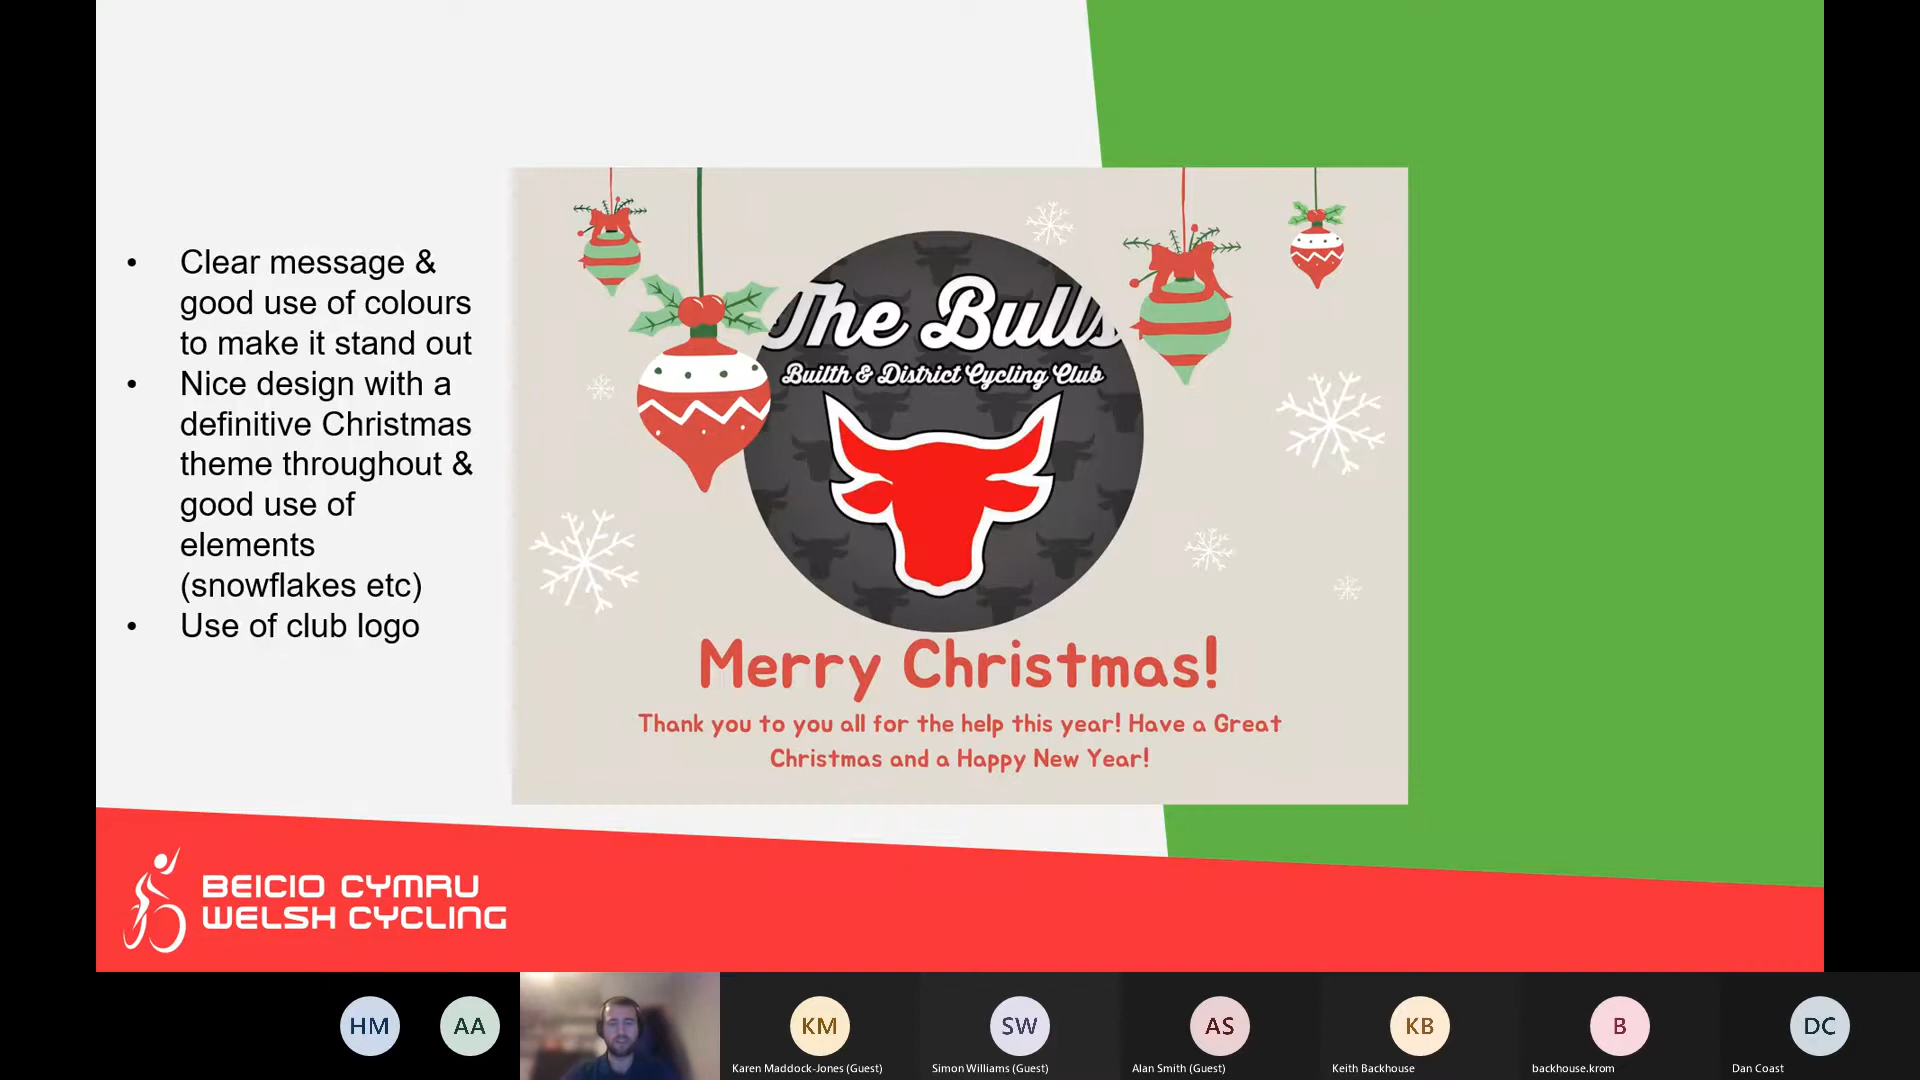 • Clear message &
good use of colours
to make it stand out
• Nice design with a
definitive Christmas
theme throughout &
good use of
elements
(snowflakes etc)
• Use of club logo
The Bulls
Builth & District Cycling Club
Merry Christmas!
Thank you to you all for the help this year! Have a Great
Christmas and a Happy New Year!
BEICIO CYMRU
WELSH CYCLING
HM
AA
KM
Karen Maddock-Jones (Guest)
SW
Simon Williams (Guest)
AS
Alan Smith (Guest)
KB
Keith Backhouse
B
backhouse.krom
DC
Dan Coast